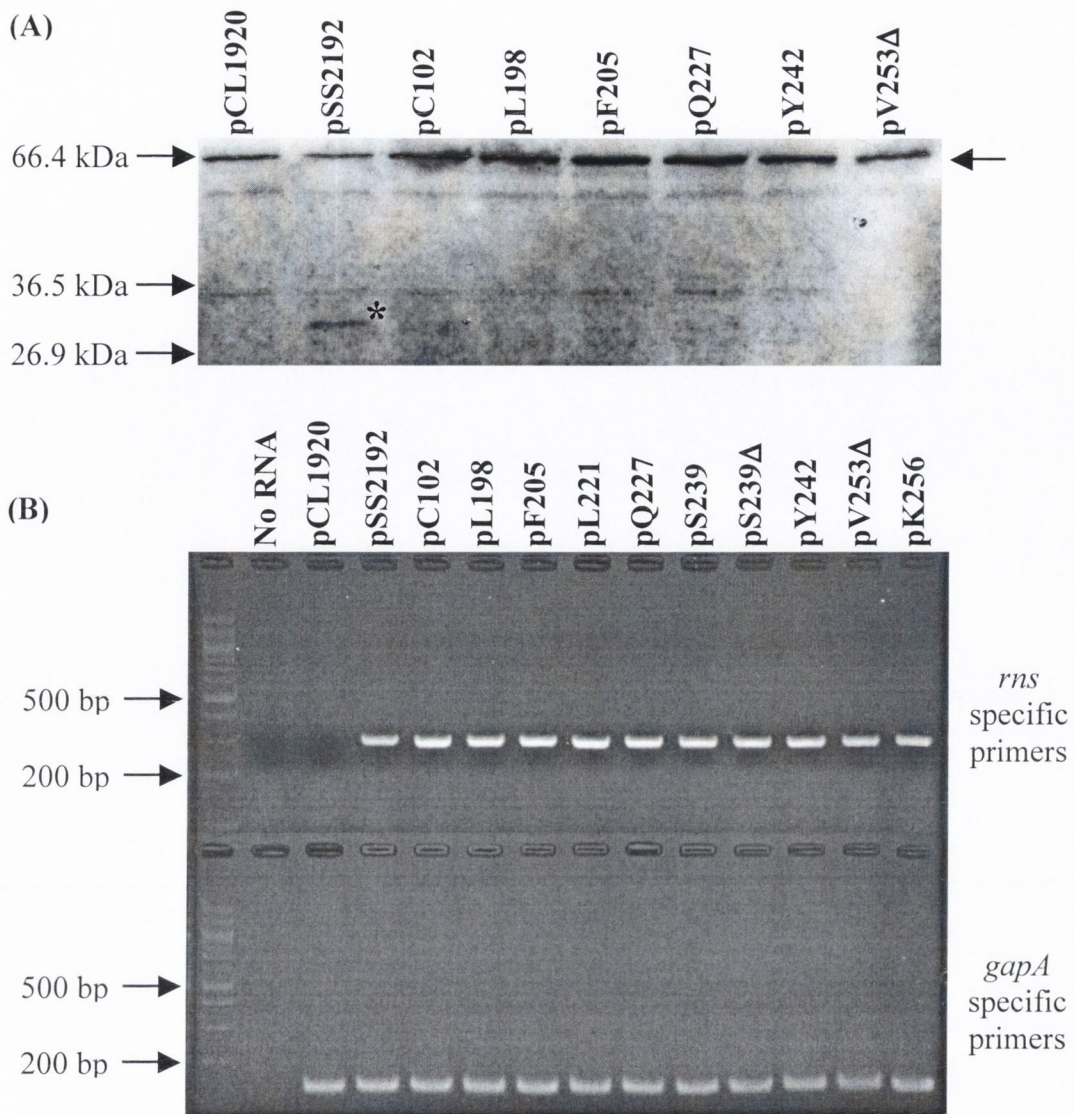 (A)
pCL1920 pSS2192 pC102 pL198 pF205 pQ227 pY242 pV253Δ
66.4 kDa
36.5 kDa
*
26.9 kDa
(B)
No RNA pCL1920 pSS2192 pC102 pL198 pF205 pL221 pQ227 pS239 pS239Δ pY242 pV253Δ pK256
500 bp
200 bp
rns
specific
primers
500 bp
200 bp
gapA
specific
primers